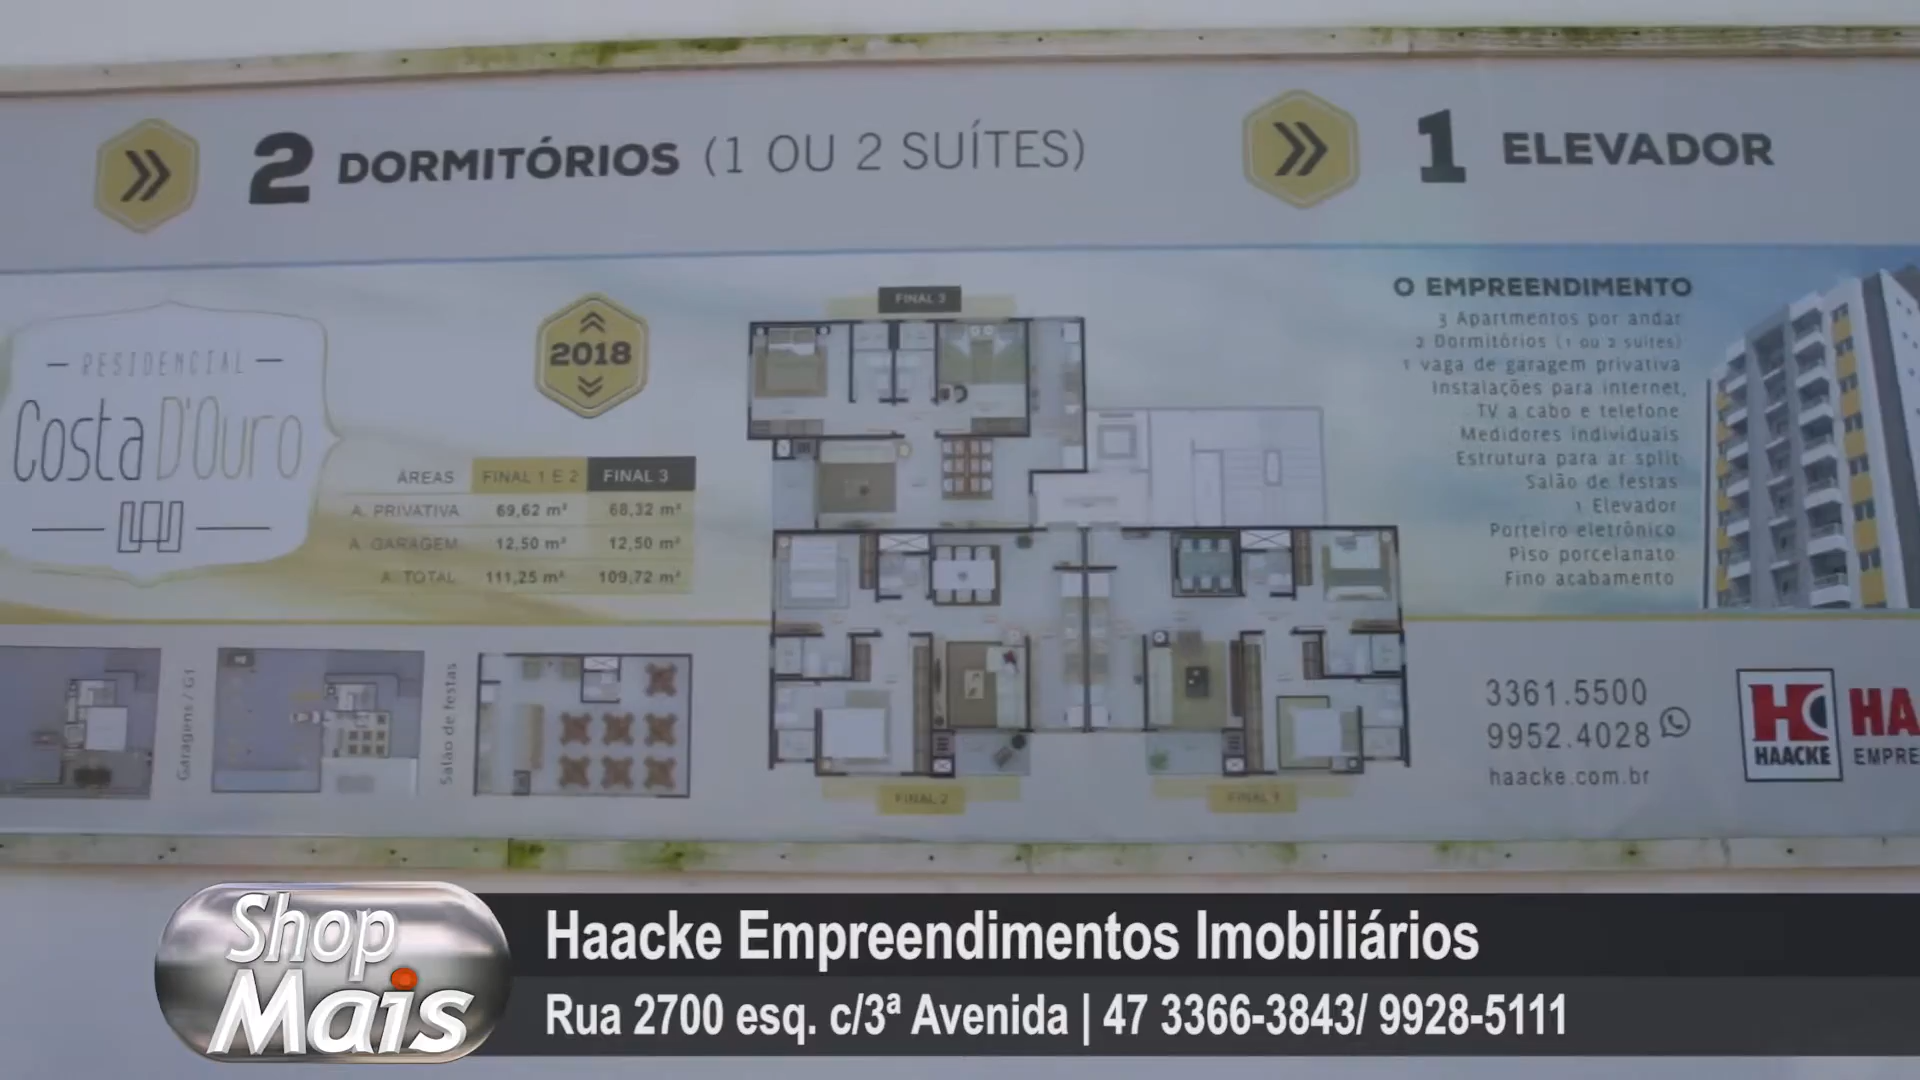 2 DORMITÓRIOS (1 OU 2 SUÍTES)
1 ELEVADOR
RESIDENCIAL
Costa D'Ouro
2018
ÁREAS FINAL 1 E 2 FINAL 3
A. PRIVATIVA 69,62 m² 68,32 m²
A. GARAGEM 12,50 m² 12,50 m²
A. TOTAL 111,25 m² 109,72 m²
Garagens / G1
Salão de festas
FINAL 3
FINAL 2
FINAL 1
O EMPREENDIMENTO
3 Apartmentos por andar
2 Dormitórios (1 ou 2 suítes)
1 vaga de garagem privativa
Instalações para internet,
TV a cabo e telefone
Medidores individuais
Estrutura para ar split
Salão de festas
1 Elevador
Porteiro eletrônico
Piso porcelanato
Fino acabamento
3361.5500
9952.4028
haacke.com.br
HC
HAACKE
HA
EMPRE
Shop
Mais
Haacke Empreendimentos Imobiliários
Rua 2700 esq. c/3ª Avenida | 47 3366-3843/ 9928-5111